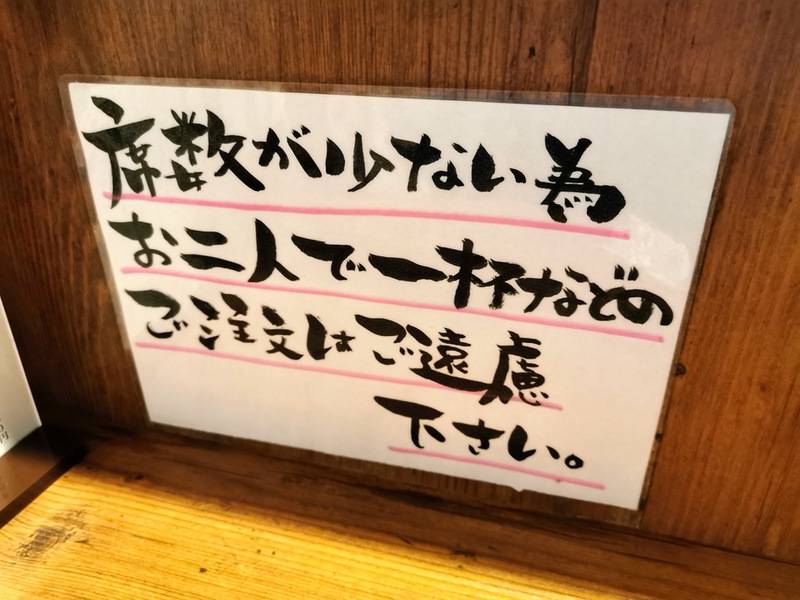 席数が少ない為
お二人で一杯などの
ご注文はご遠慮
下さい。
円